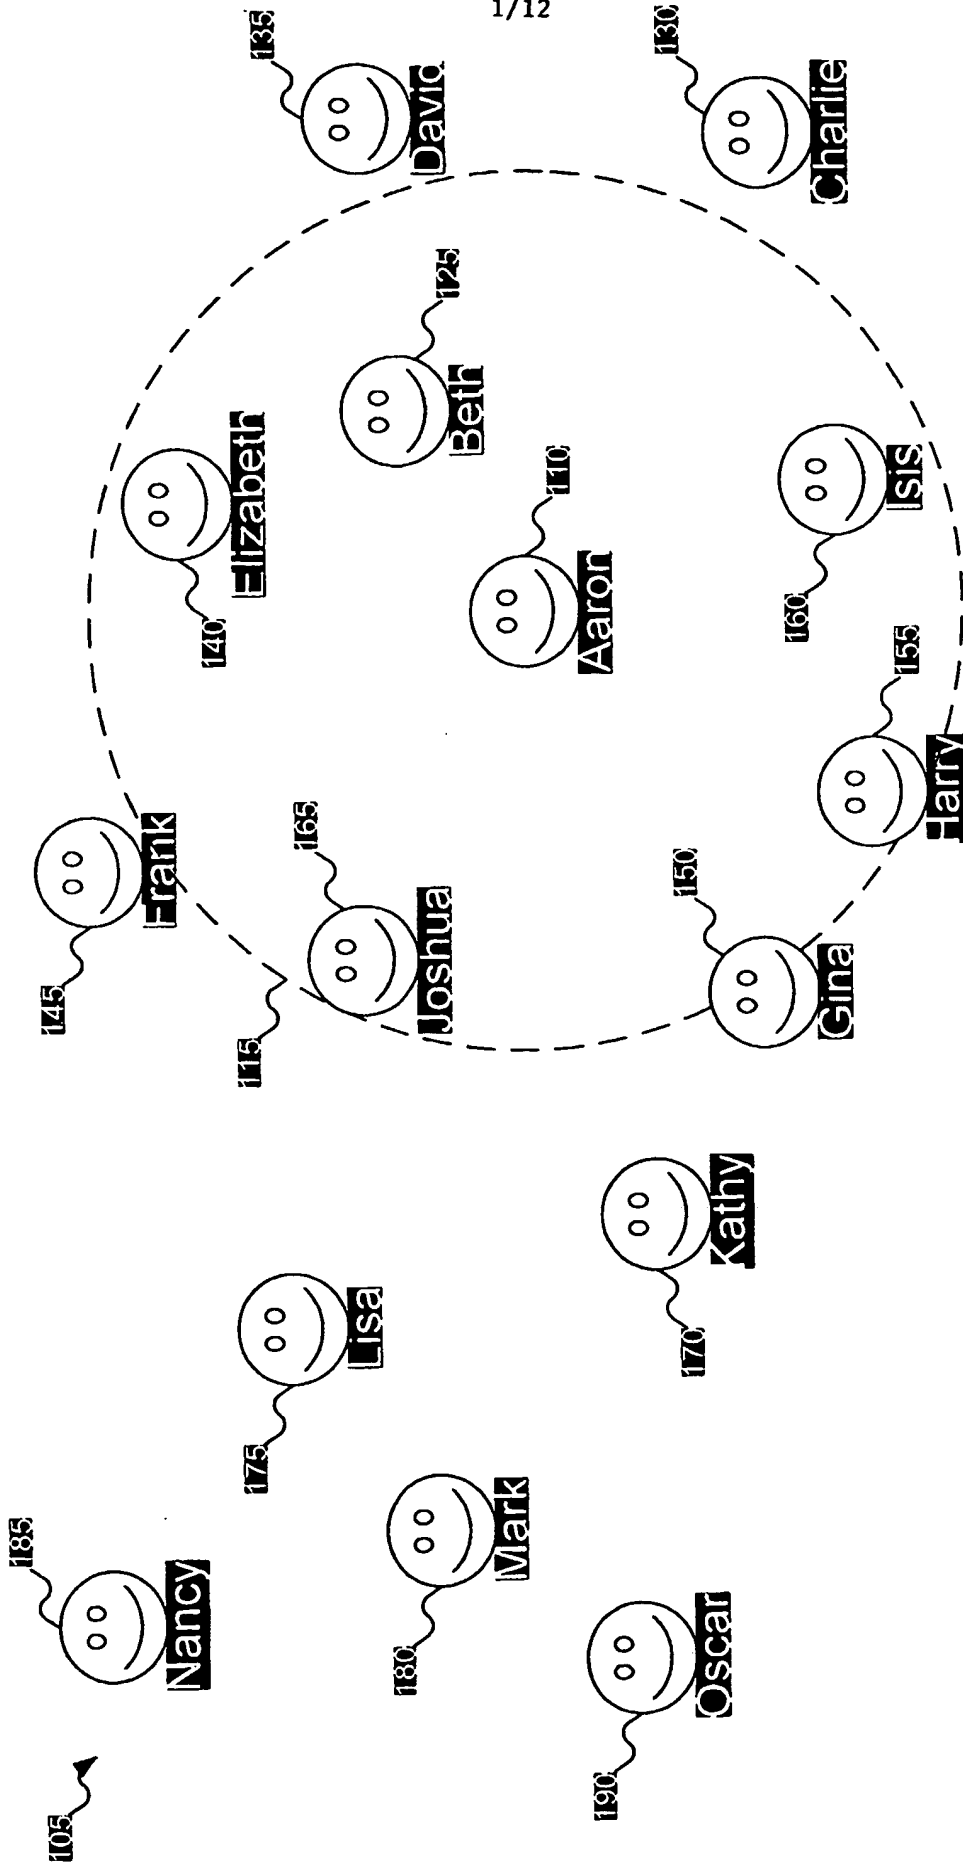 1/12
105
185
Nancy
190
Oscar
180
Mark
175
Lisa
170
Kathy
115
145
Frank
165
Joshua
150
Gina
155
Harry
140
Elizabeth
110
Aaron
160
Isis
125
Beth
135
David
130
Charlie